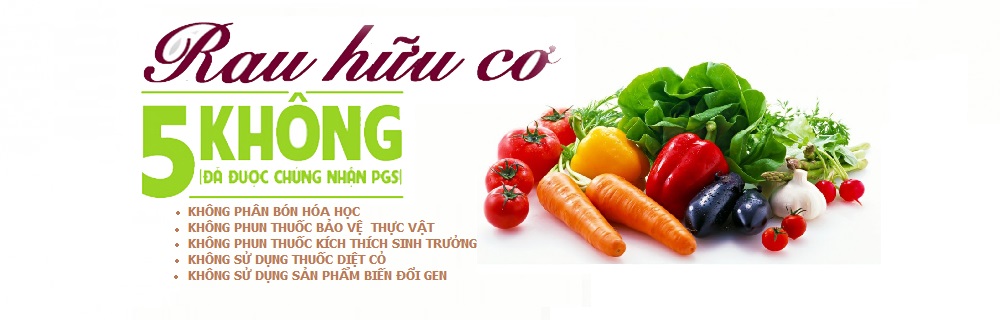 Rau hữu cơ
5 KHÔNG
|ĐÃ ĐƯỢC CHỨNG NHẬN PGS|
• KHÔNG PHÂN BÓN HÓA HỌC
• KHÔNG PHUN THUỐC BẢO VỆ THỰC VẬT
• KHÔNG PHUN THUỐC KÍCH THÍCH SINH TRƯỞNG
• KHÔNG SỬ DỤNG THUỐC DIỆT CỎ
• KHÔNG SỬ DỤNG SẢN PHẨM BIẾN ĐỔI GEN